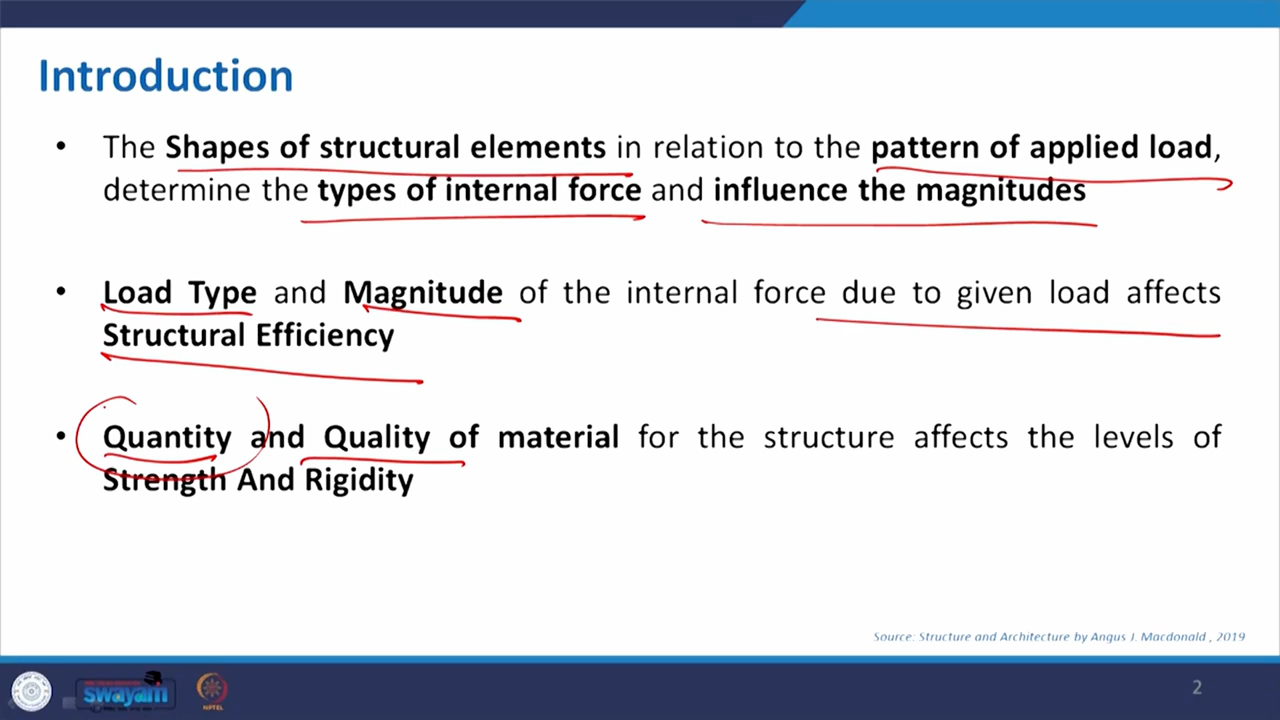 Introduction
• The Shapes of structural elements in relation to the pattern of applied load,
determine the types of internal force and influence the magnitudes
• Load Type and Magnitude of the internal force due to given load affects
Structural Efficiency
• Quantity and Quality of material for the structure affects the levels of
Strength And Rigidity
Source: Structure and Architecture by Angus J. Macdonald , 2019
swayam
NPTEL
2